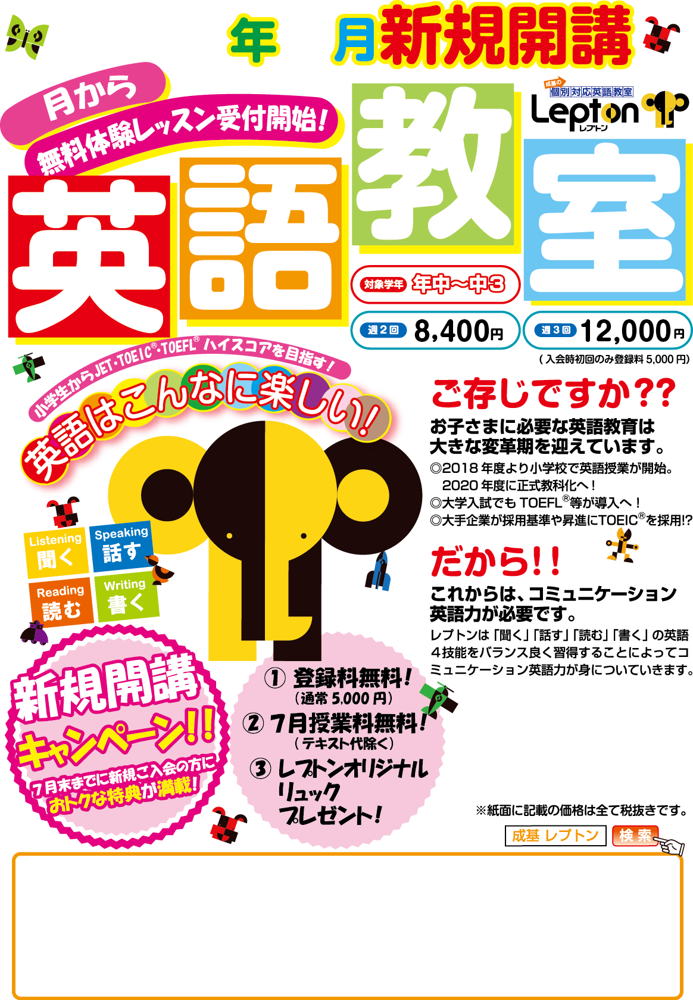 年 月新規開講
月から
無料体験レッスン受付開始!
成基の
個別対応英語教室
Lepton
レプトン
英語教室
対象学年 年中～中3
週2回 8,400円
週3回 12,000円
(入会時初回のみ登録料5,000円)
小学生からJET・TOEIC®・TOEFL®ハイスコアを目指す!
英語はこんなに楽しい!
ご存じですか??
お子さまに必要な英語教育は
大きな変革期を迎えています。
◎2018年度より小学校で英語授業が開始。
2020年度に正式教科化へ!
◎大学入試でもTOEFL®等が導入へ!
◎大手企業が採用基準や昇進にTOEIC®を採用!?
Listening
聞く
Speaking
話す
Reading
読む
Writing
書く
だから!!
これからは、コミュニケーション
英語力が必要です。
レプトンは「聞く」「話す」「読む」「書く」の英語
4技能をバランス良く習得することによってコ
ミュニケーション英語力が身についていきます。
新規開講
キャンペーン!!
7月末までに新規ご入会の方に
おトクな特典が満載!
① 登録料無料!
(通常5,000円)
② 7月授業料無料!
(テキスト代除く)
③ レプトンオリジナル
リュック
プレゼント!
※紙面に記載の価格は全て税抜きです。
成基 レプトン 検索